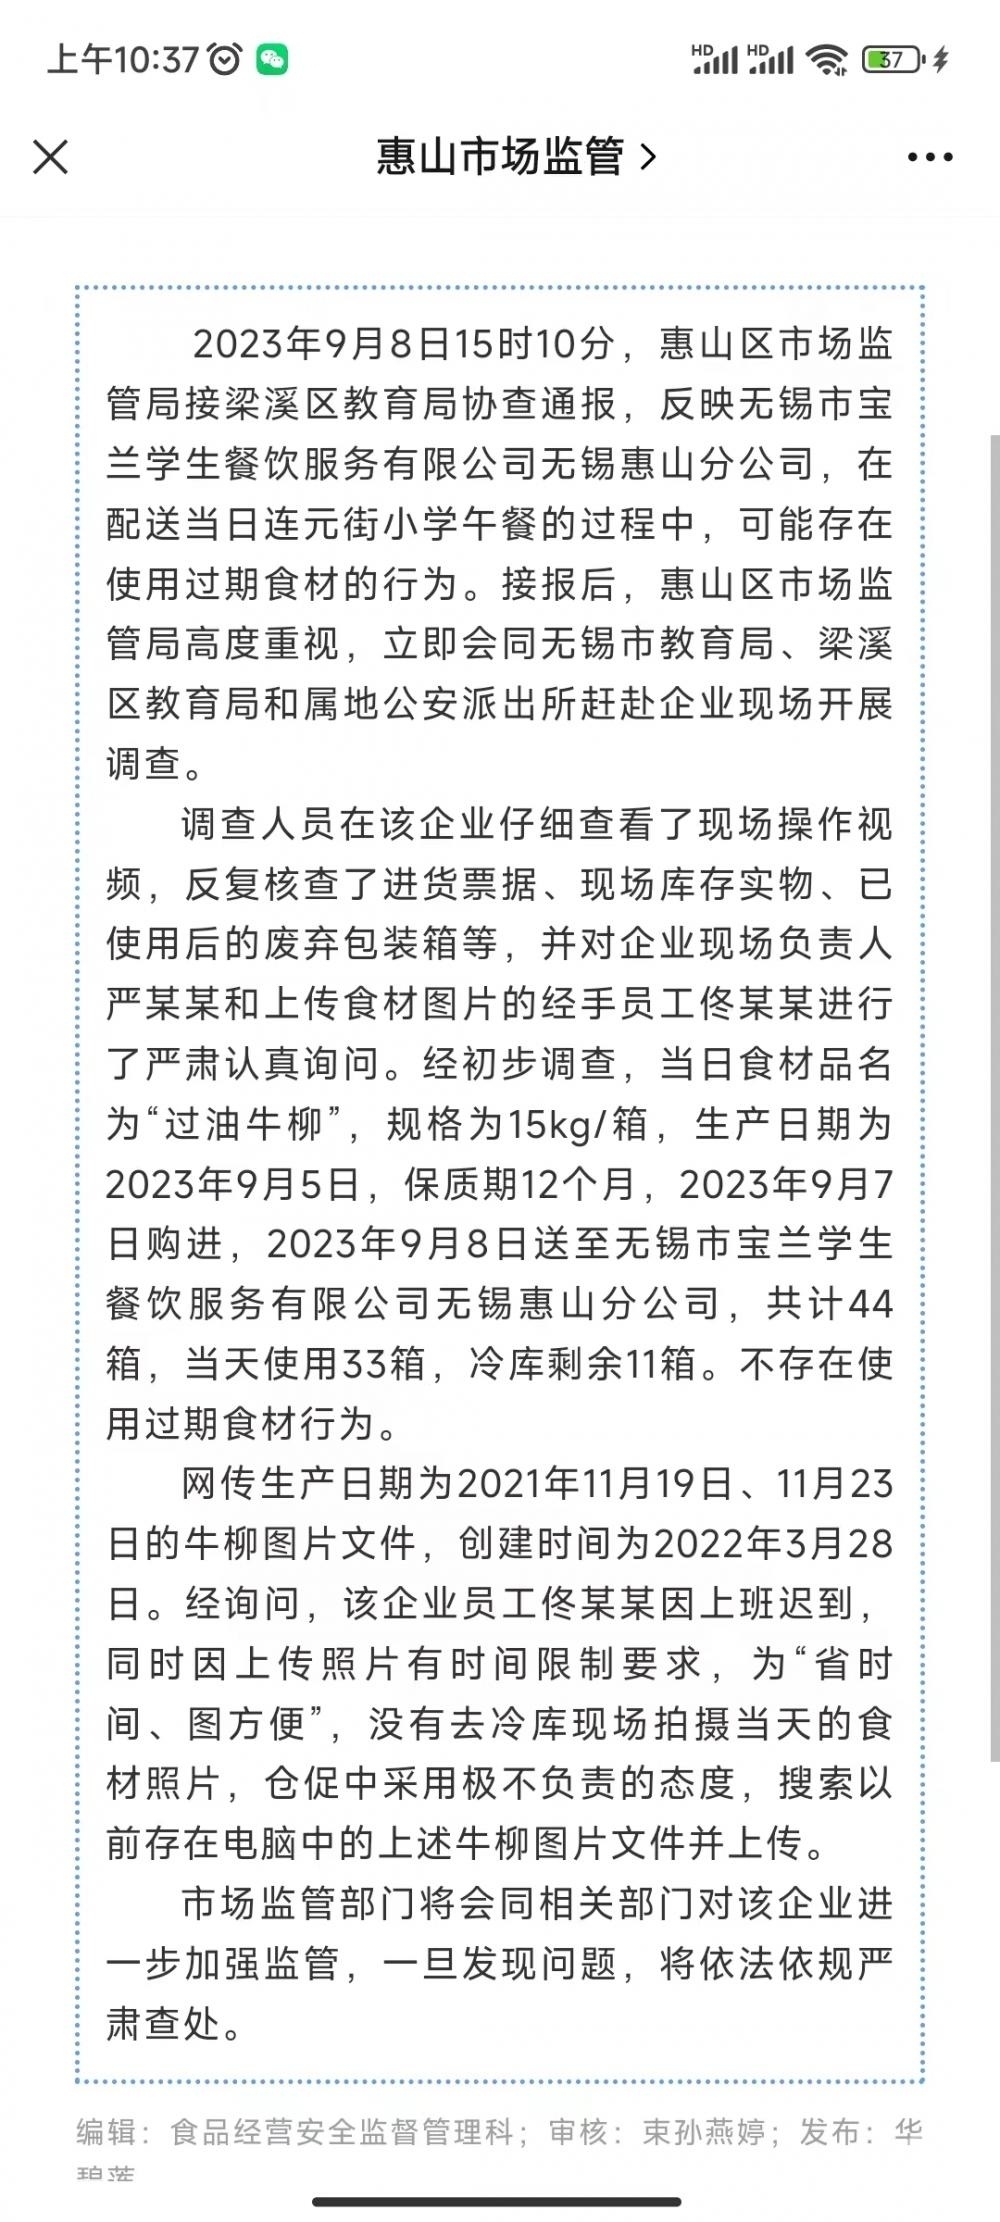 上午10:37
HD HD 37
惠山市场监管
2023年9月8日15时10分，惠山区市场监
管局接梁溪区教育局协查通报，反映无锡市宝
兰学生餐饮服务有限公司无锡惠山分公司，在
配送当日连元街小学午餐的过程中，可能存在
使用过期食材的行为。接报后，惠山区市场监
管局高度重视，立即会同无锡市教育局、梁溪
区教育局和属地公安派出所赶赴企业现场开展
调查。
调查人员在该企业仔细查看了现场操作视
频，反复核查了进货票据、现场库存实物、已
使用后的废弃包装箱等，并对企业现场负责人
严某某和上传食材图片的经手员工佟某某进行
了严肃认真询问。经初步调查，当日食材品名
为“过油牛柳”，规格为15kg/箱，生产日期为
2023年9月5日，保质期12个月，2023年9月7
日购进，2023年9月8日送至无锡市宝兰学生
餐饮服务有限公司无锡惠山分公司，共计44
箱，当天使用33箱，冷库剩余11箱。不存在使
用过期食材行为。
网传生产日期为2021年11月19日、11月23
日的牛柳图片文件，创建时间为2022年3月28
日。经询问，该企业员工佟某某因上班迟到，
同时因上传照片有时间限制要求，为“省时
间、图方便”，没有去冷库现场拍摄当天的食
材照片，仓促中采用极不负责的态度，搜索以
前存在电脑中的上述牛柳图片文件并上传。
市场监管部门将会同相关部门对该企业进
一步加强监管，一旦发现问题，将依法依规严
肃查处。
编辑：食品经营安全监督管理科；审核：束孙燕婷；发布：华
碧莲